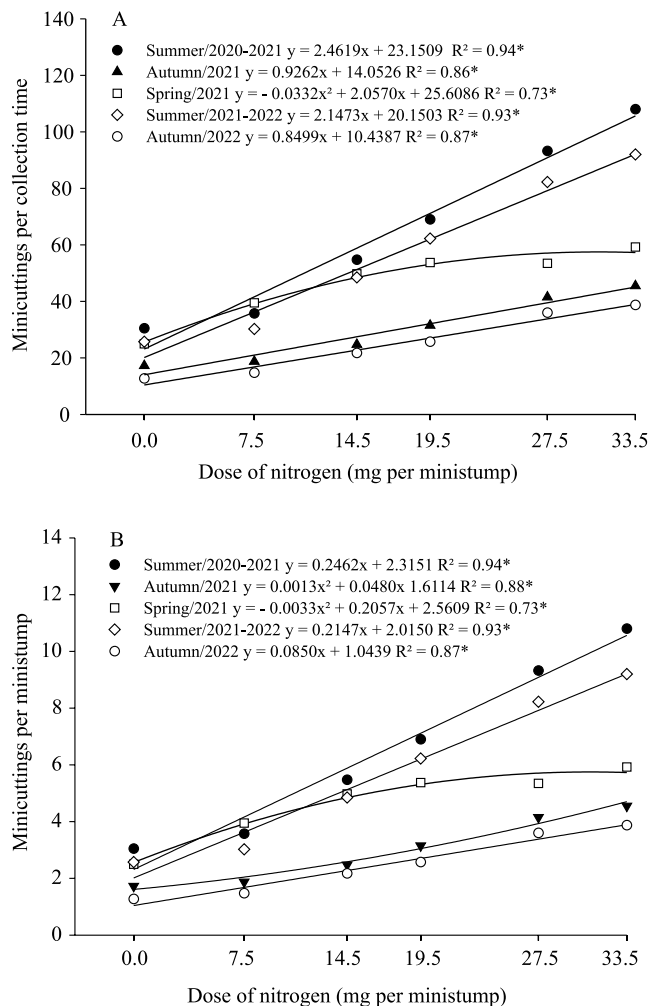 A
140
120
100
80
60
40
20
0
Minicuttings per collection time
Summer/2020-2021 y = 2.4619x + 23.1509 R² = 0.94*
Autumn/2021 y = 0.9262x + 14.0526 R² = 0.86*
Spring/2021 y = - 0.0332x² + 2.0570x + 25.6086 R² = 0.73*
Summer/2021-2022 y = 2.1473x + 20.1503 R² = 0.93*
Autumn/2022 y = 0.8499x + 10.4387 R² = 0.87*
0.0 7.5 14.5 19.5 27.5 33.5
Dose of nitrogen (mg per ministump)
B
14
12
10
8
6
4
2
0
Minicuttings per ministump
Summer/2020-2021 y = 0.2462x + 2.3151 R² = 0.94*
Autumn/2021 y = 0.0013x² + 0.0480x 1.6114 R² = 0.88*
Spring/2021 y = - 0.0033x² + 0.2057x + 2.5609 R² = 0.73*
Summer/2021-2022 y = 0.2147x + 2.0150 R² = 0.93*
Autumn/2022 y = 0.0850x + 1.0439 R² = 0.87*
0.0 7.5 14.5 19.5 27.5 33.5
Dose of nitrogen (mg per ministump)